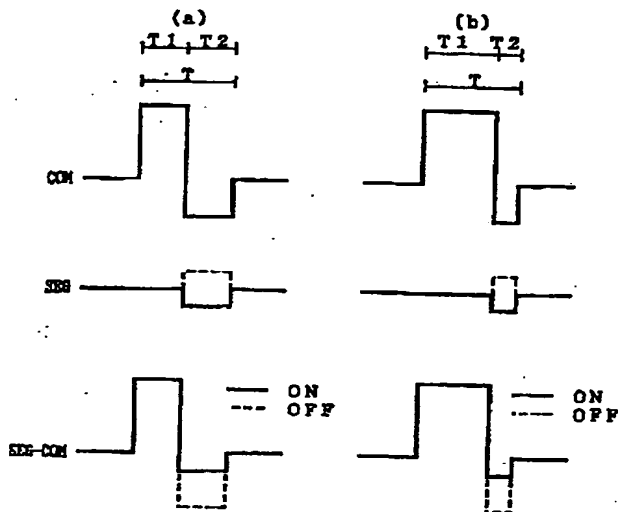 (a) (b)
T1 T2 T1 T2
T T
COM
SEG
ON ON
OFF OFF
SEG-COM